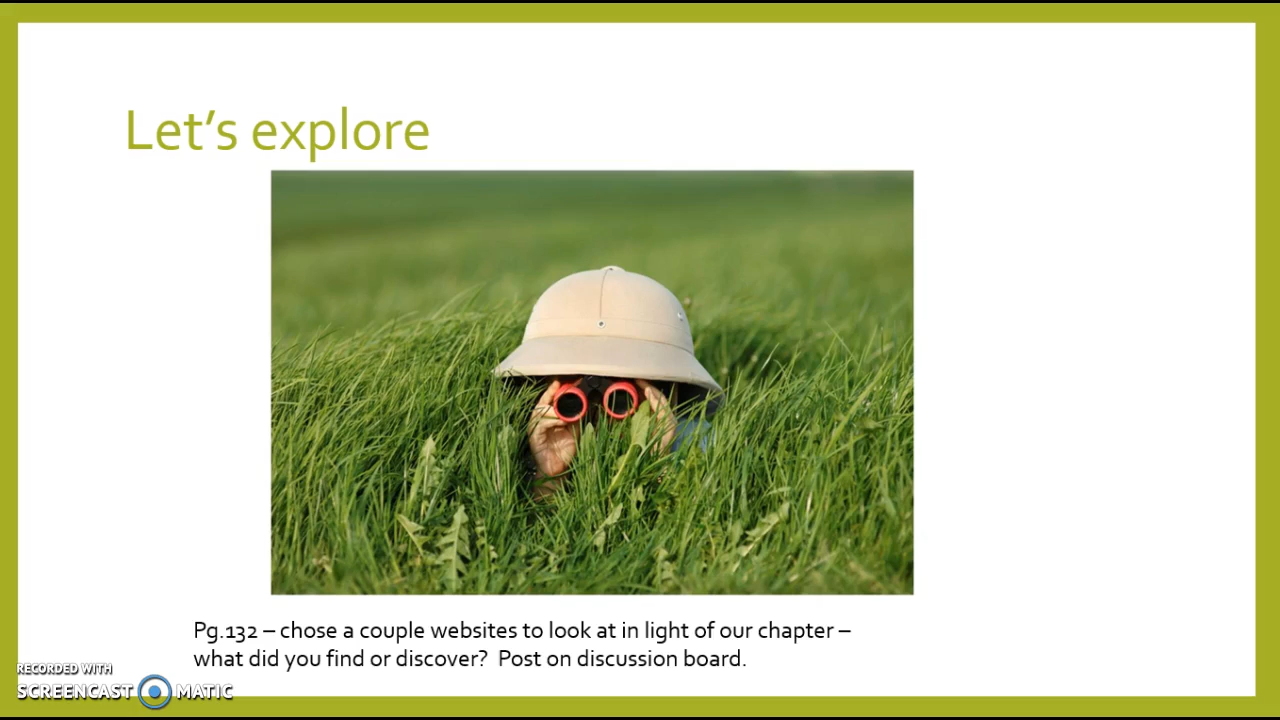 Let’s explore
Pg.132 – chose a couple websites to look at in light of our chapter –
what did you find or discover?  Post on discussion board.
RECORDED WITH
SCREENCAST MATIC